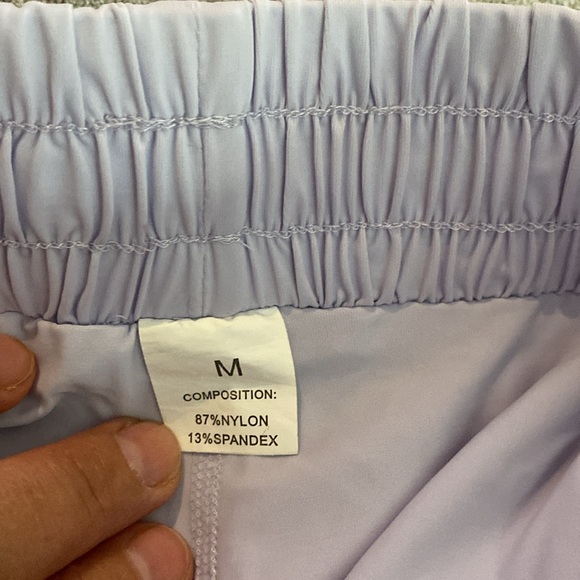 M
COMPOSITION:
87%NYLON
13%SPANDEX